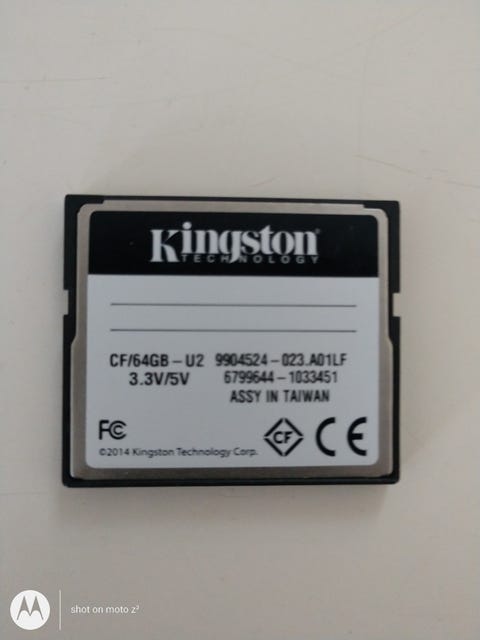 Kingston
TECHNOLOGY
CF/64GB-U2 9904524-023.A01LF
3.3V/5V 6799644-1033451
ASSY IN TAIWAN
FC
CF CE
©2014 Kingston Technology Corp.
shot on moto z²